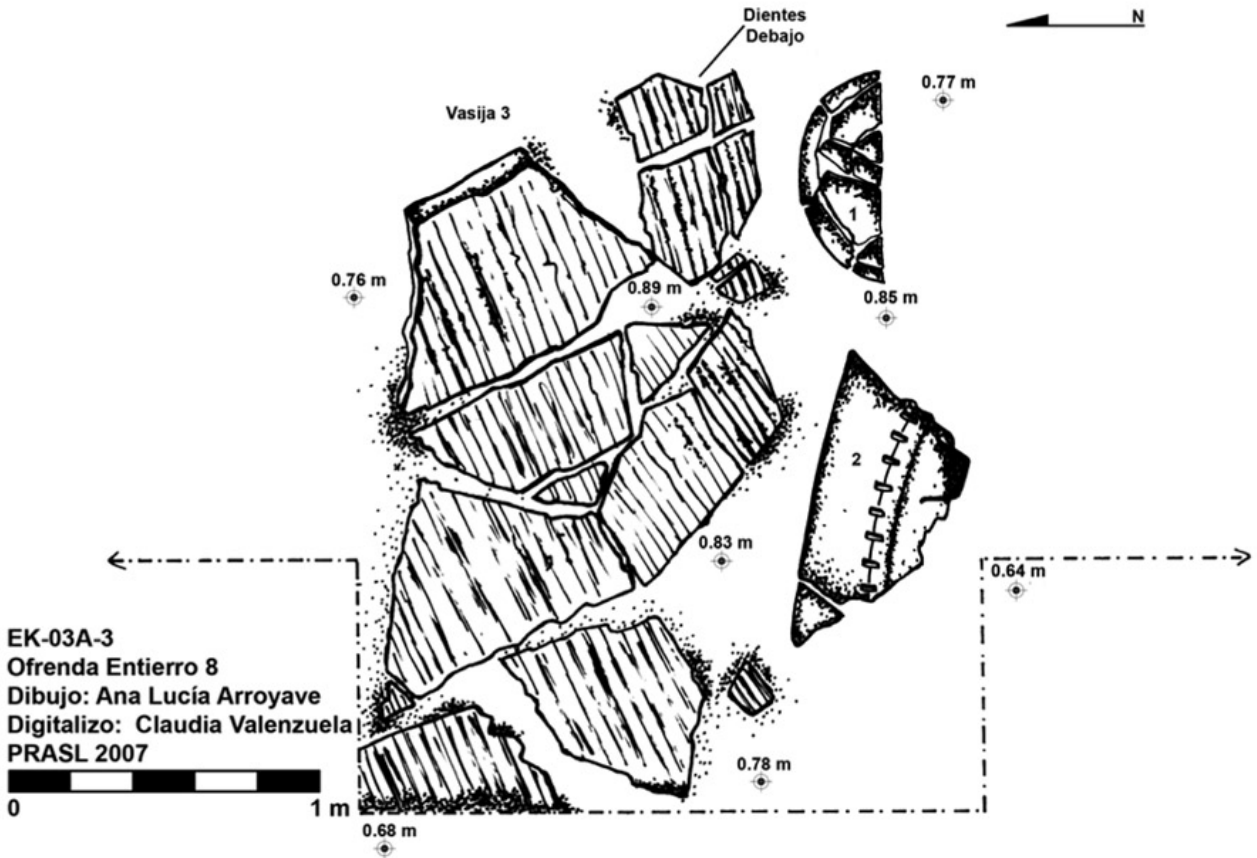 Dientes
Debajo
N
0.77 m
Vasija 3
1
0.76 m
0.89 m
0.85 m
2
0.83 m
0.64 m
EK-03A-3
Ofrenda Entierro 8
Dibujo: Ana Lucía Arroyave
Digitalizo: Claudia Valenzuela
PRASL 2007
0 1 m
0.78 m
0.68 m